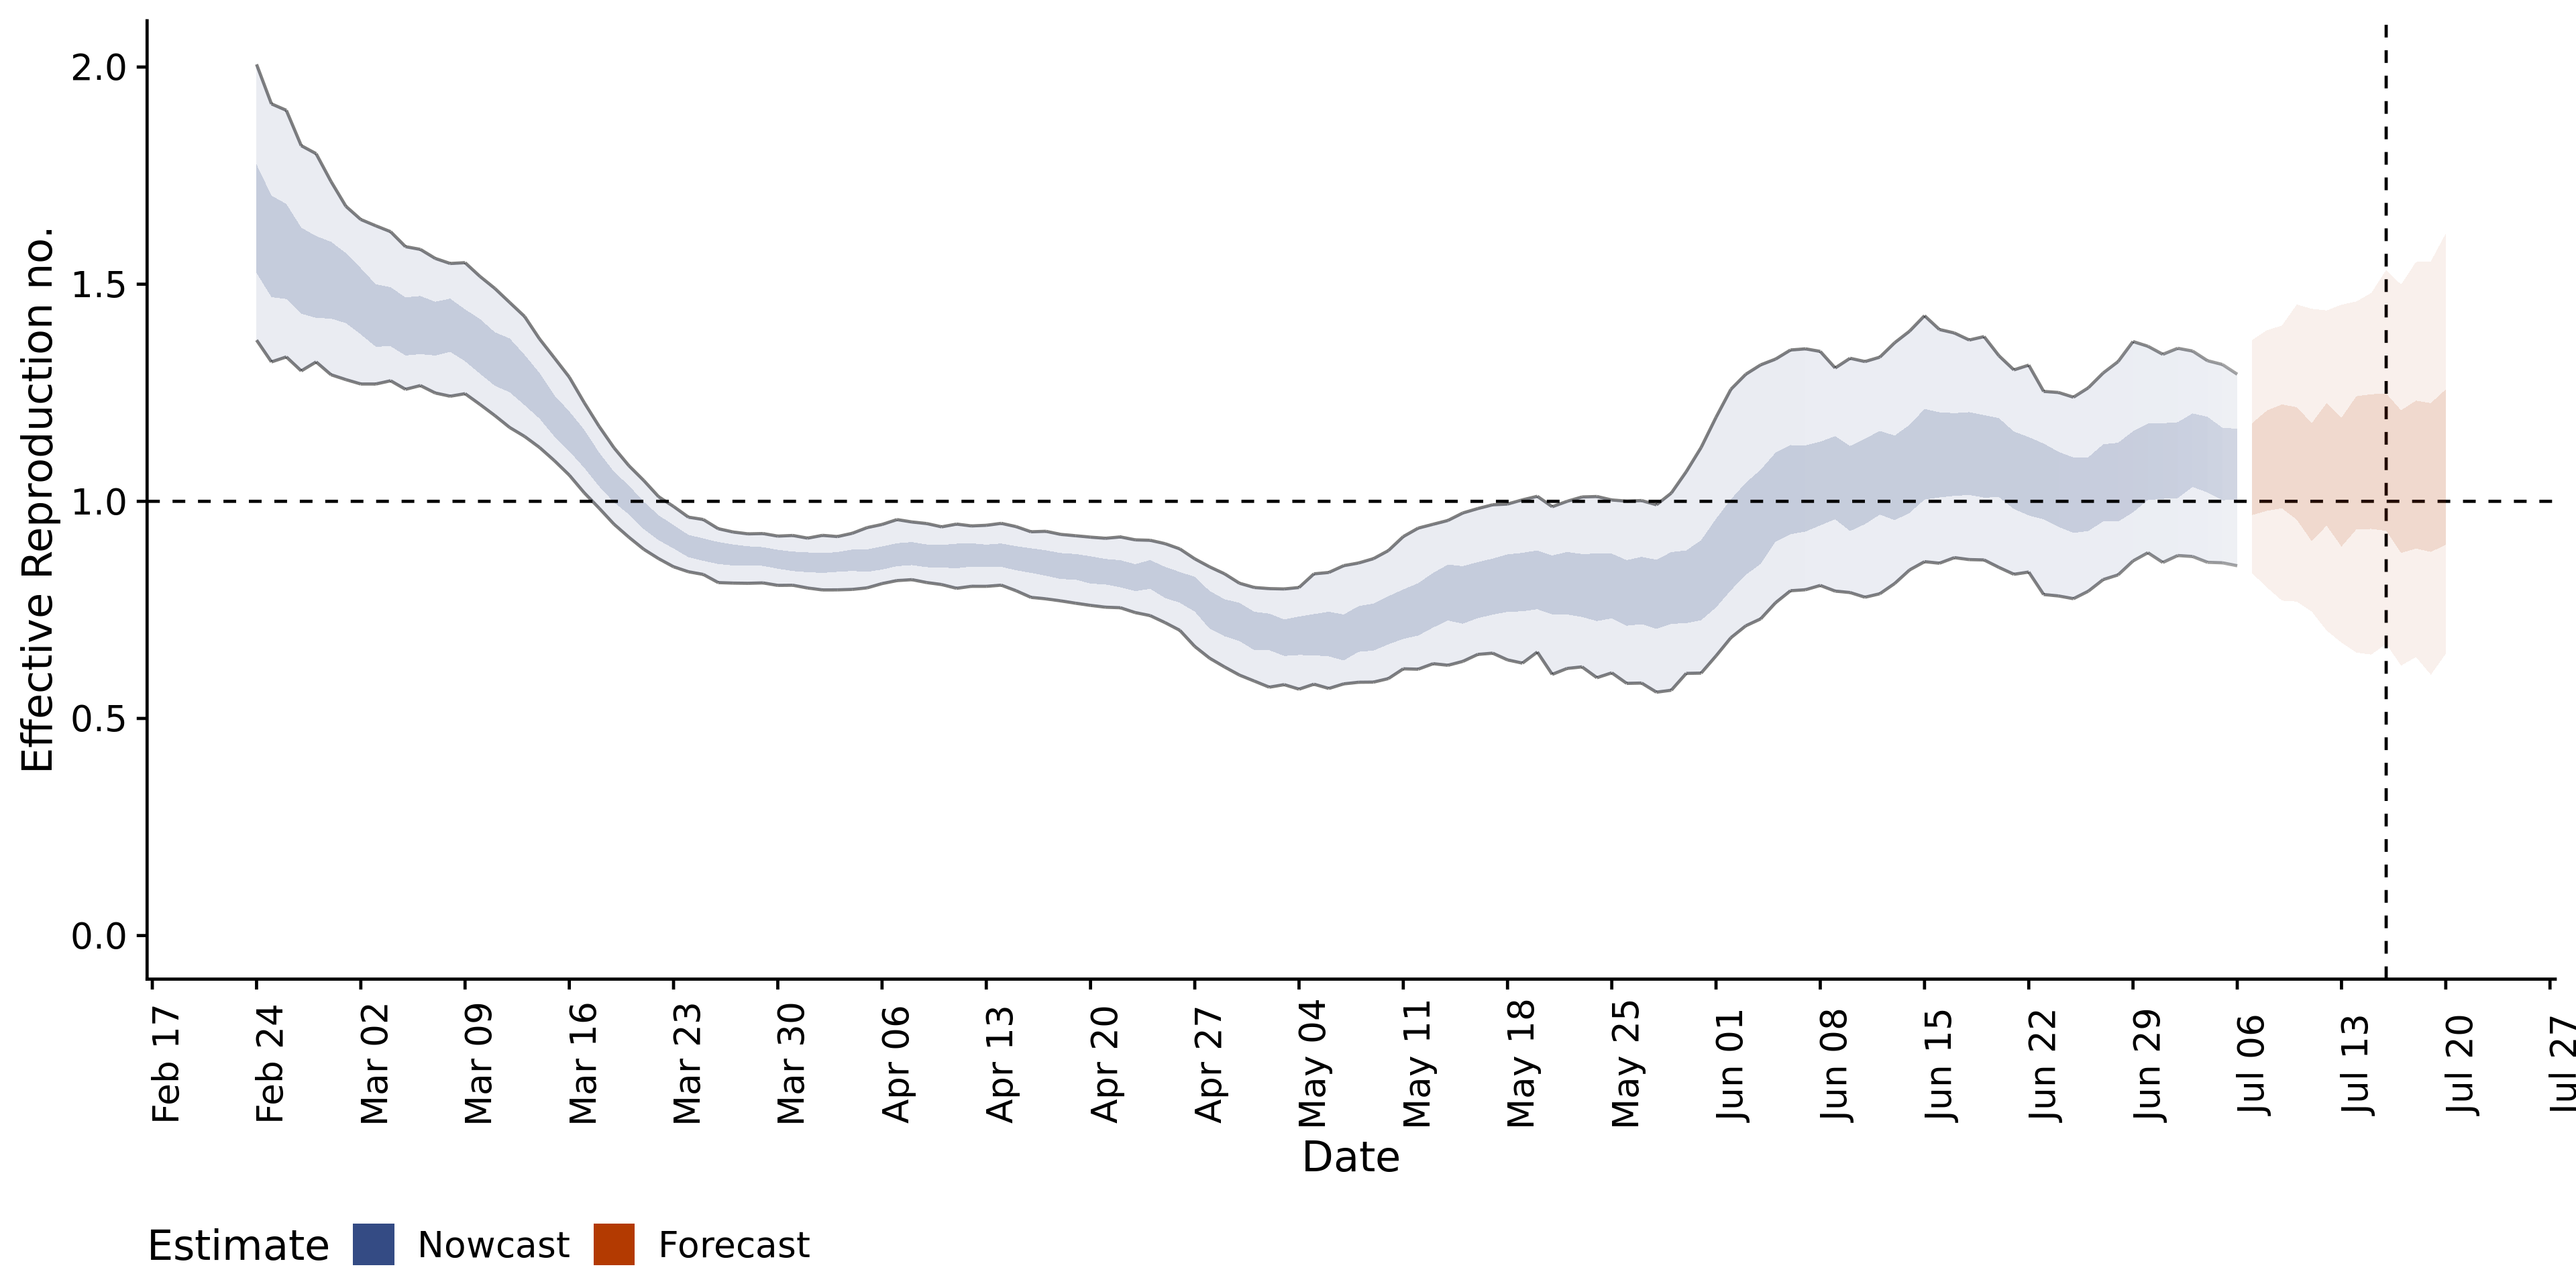 Effective Reproduction no.
2.0
1.5
1.0
0.5
0.0
Feb 17
Feb 24
Mar 02
Mar 09
Mar 16
Mar 23
Mar 30
Apr 06
Apr 13
Apr 20
Apr 27
May 04
May 11
May 18
May 25
Jun 01
Jun 08
Jun 15
Jun 22
Jun 29
Jul 06
Jul 13
Jul 20
Jul 27
Date
Estimate Nowcast Forecast